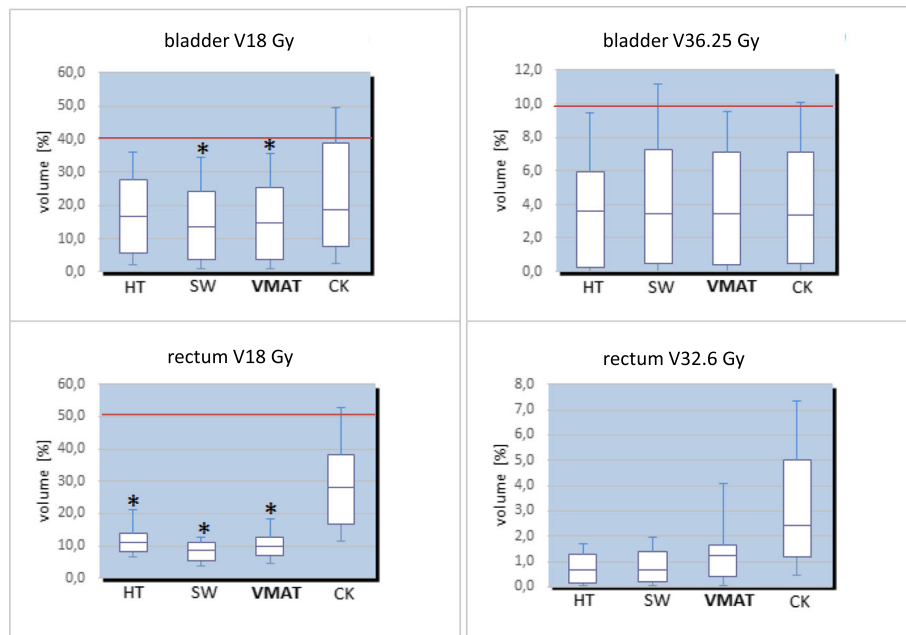 bladder V18 Gy
volume [%]
60,0
50,0
40,0
30,0
20,0
10,0
0,0
* *
HT SW VMAT CK
bladder V36.25 Gy
volume [%]
12,0
10,0
8,0
6,0
4,0
2,0
0,0
HT SW VMAT CK
rectum V18 Gy
volume [%]
60,0
50,0
40,0
30,0
20,0
10,0
0,0
* * *
HT SW VMAT CK
rectum V32.6 Gy
volume [%]
8,0
7,0
6,0
5,0
4,0
3,0
2,0
1,0
0,0
HT SW VMAT CK